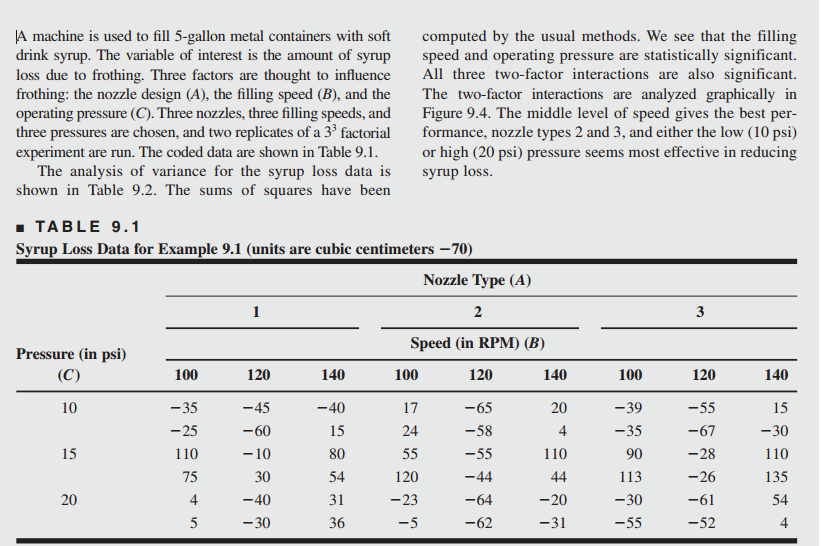 A machine is used to fill 5-gallon metal containers with soft
drink syrup. The variable of interest is the amount of syrup
loss due to frothing. Three factors are thought to influence
frothing: the nozzle design (A), the filling speed (B), and the
operating pressure (C). Three nozzles, three filling speeds, and
three pressures are chosen, and two replicates of a 3³ factorial
experiment are run. The coded data are shown in Table 9.1.
The analysis of variance for the syrup loss data is
shown in Table 9.2. The sums of squares have been
computed by the usual methods. We see that the filling
speed and operating pressure are statistically significant.
All three two-factor interactions are also significant.
The two-factor interactions are analyzed graphically in
Figure 9.4. The middle level of speed gives the best per-
formance, nozzle types 2 and 3, and either the low (10 psi)
or high (20 psi) pressure seems most effective in reducing
syrup loss.
■ TABLE 9.1
Syrup Loss Data for Example 9.1 (units are cubic centimeters −70)
Nozzle Type (A)
1 2 3
Speed (in RPM) (B)
Pressure (in psi)
(C) 100 120 140 100 120 140 100 120 140
10 −35 −45 −40 17 −65 20 −39 −55 15
−25 −60 15 24 −58 4 −35 −67 −30
15 110 −10 80 55 −55 110 90 −28 110
75 30 54 120 −44 44 113 −26 135
20 4 −40 31 −23 −64 −20 −30 −61 54
5 −30 36 −5 −62 −31 −55 −52 4